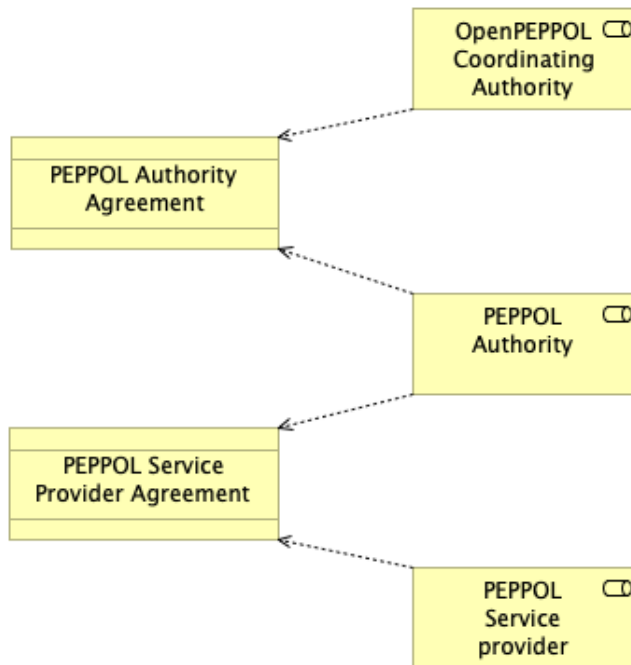 OpenPEPPOL
Coordinating
Authority
PEPPOL Authority
Agreement
PEPPOL
Authority
PEPPOL Service
Provider Agreement
PEPPOL
Service
provider